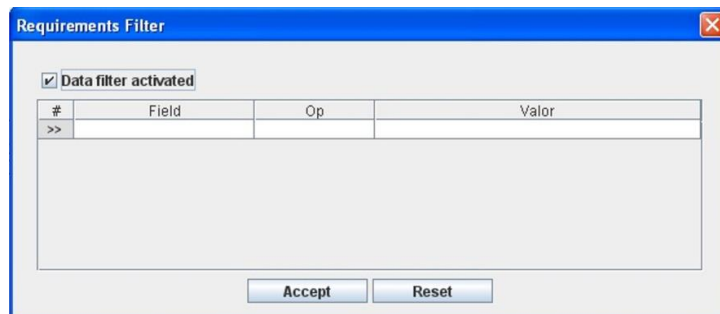 Requirements Filter
Data filter activated
# Field Op Valor
>>
Accept Reset